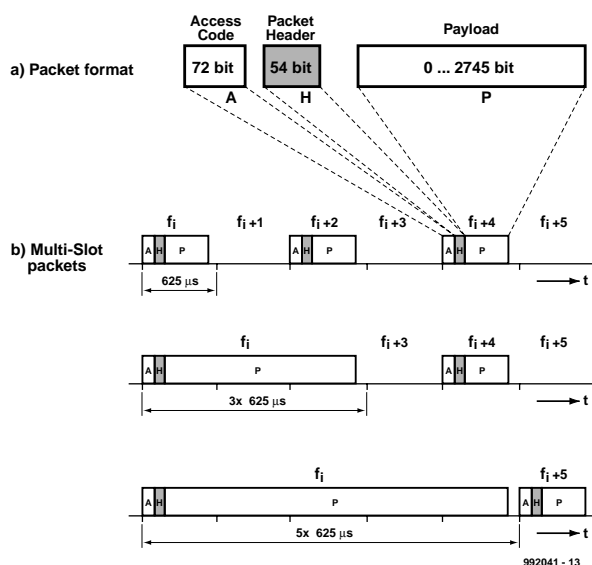 Access Code
Packet Header
Payload
a) Packet format
72 bit
54 bit
0 ... 2745 bit
A
H
P
b) Multi-Slot packets
fi
fi+1
fi+2
fi+3
fi+4
fi+5
A H P
A H P
A H P
625 µs
t
fi
fi+3
fi+4
fi+5
A H P
A H P
3x 625 µs
t
fi
fi+5
A H P
A H P
5x 625 µs
t
992041 - 13